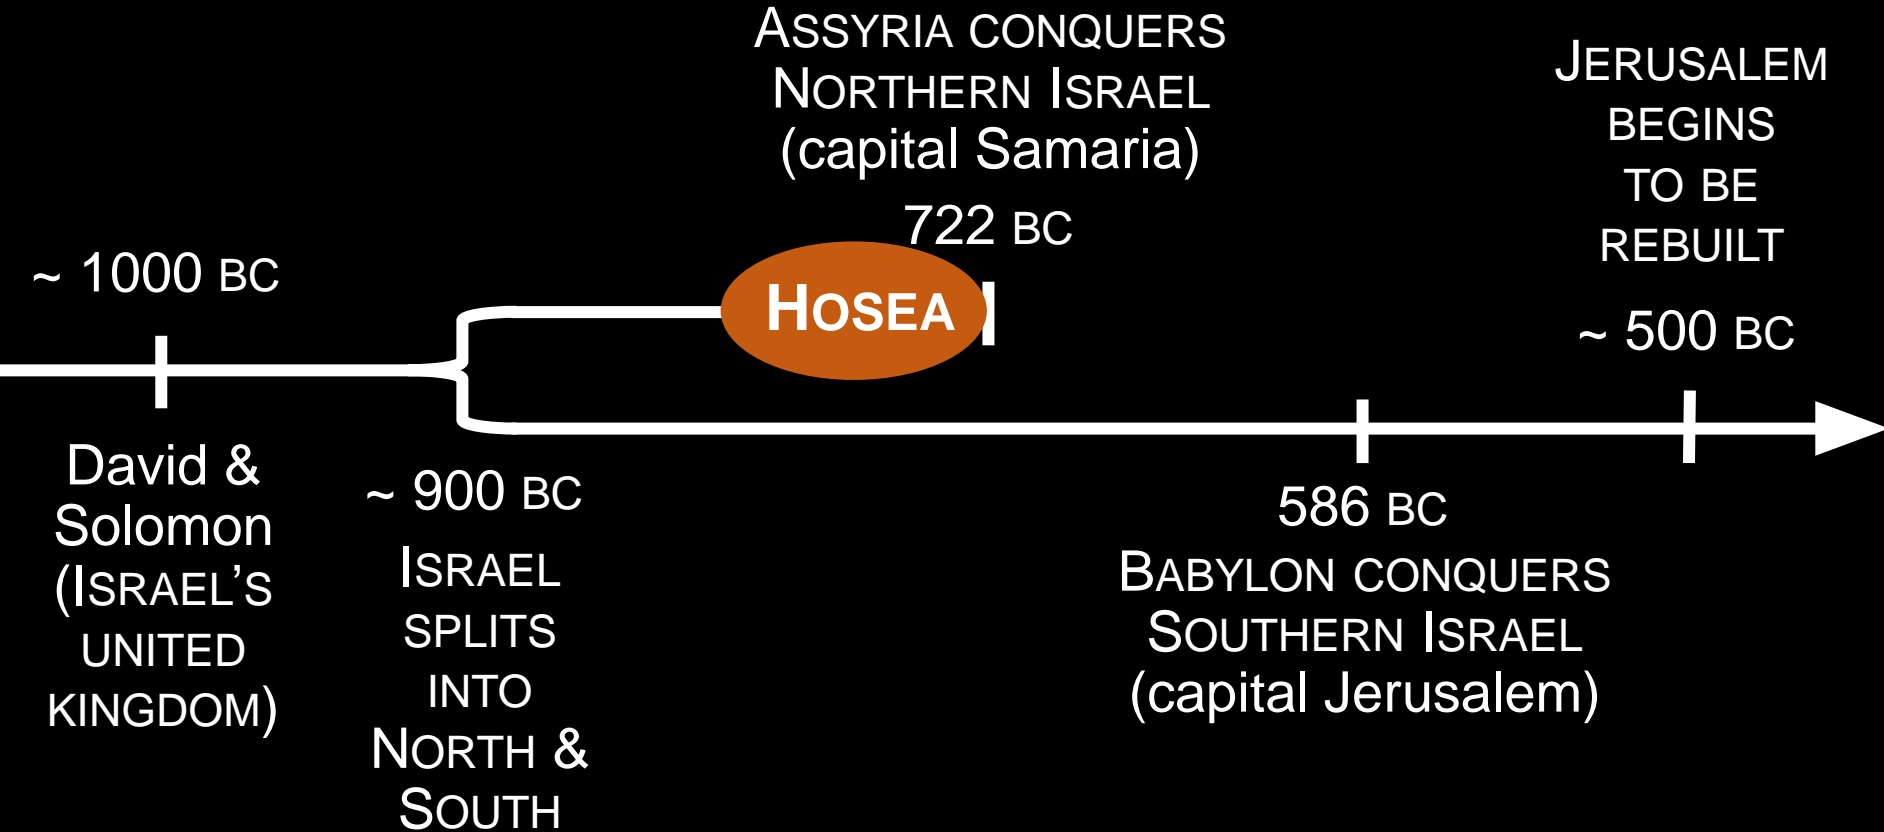 ~ 1000 BC
David &
Solomon
(ISRAEL’S
UNITED
KINGDOM)
~ 900 BC
ISRAEL
SPLITS
INTO
NORTH &
SOUTH
ASSYRIA CONQUERS
NORTHERN ISRAEL
(capital Samaria)
722 BC
HOSEA
586 BC
BABYLON CONQUERS
SOUTHERN ISRAEL
(capital Jerusalem)
JERUSALEM
BEGINS
TO BE
REBUILT
~ 500 BC